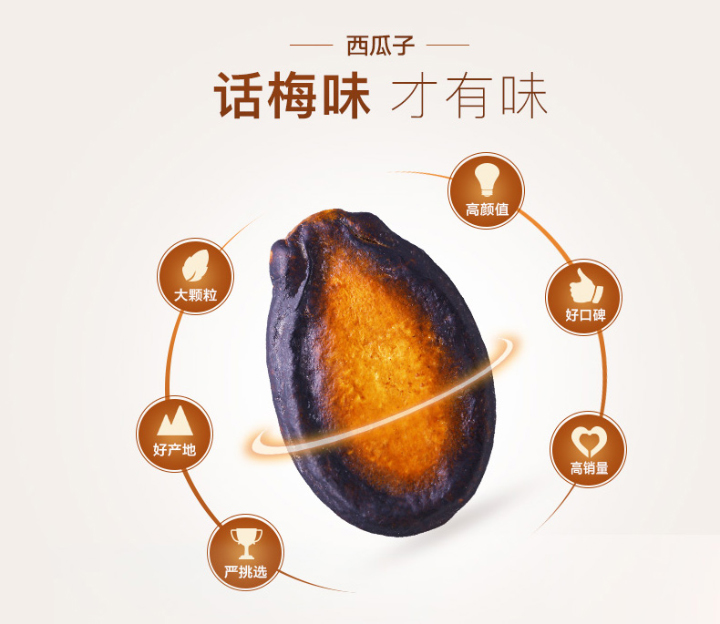 西瓜子
话梅味 才有味
高颜值
大颗粒
好口碑
好产地
高销量
严挑选